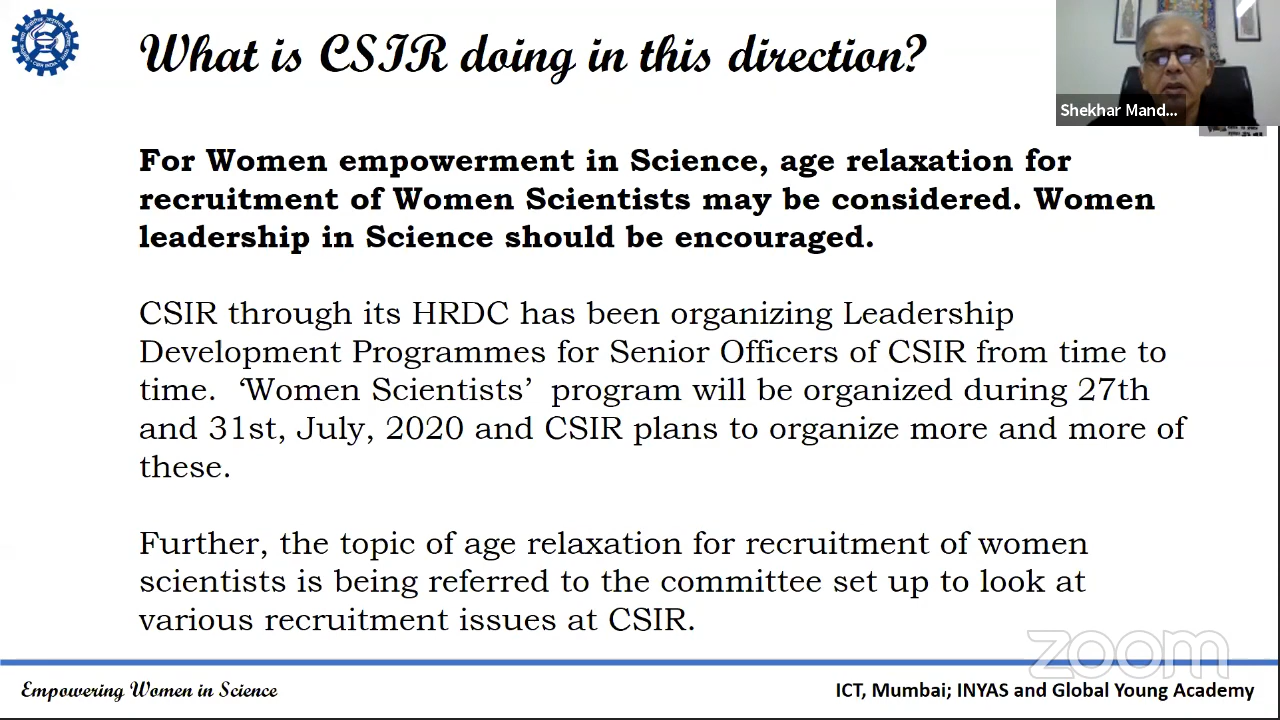 What is CSIR doing in this direction?
Shekhar Mand...
For Women empowerment in Science, age relaxation for
recruitment of Women Scientists may be considered. Women
leadership in Science should be encouraged.
CSIR through its HRDC has been organizing Leadership
Development Programmes for Senior Officers of CSIR from time to
time. ‘Women Scientists’ program will be organized during 27th
and 31st, July, 2020 and CSIR plans to organize more and more of
these.
Further, the topic of age relaxation for recruitment of women
scientists is being referred to the committee set up to look at
various recruitment issues at CSIR.
zoom
Empowering Women in Science
ICT, Mumbai; INYAS and Global Young Academy